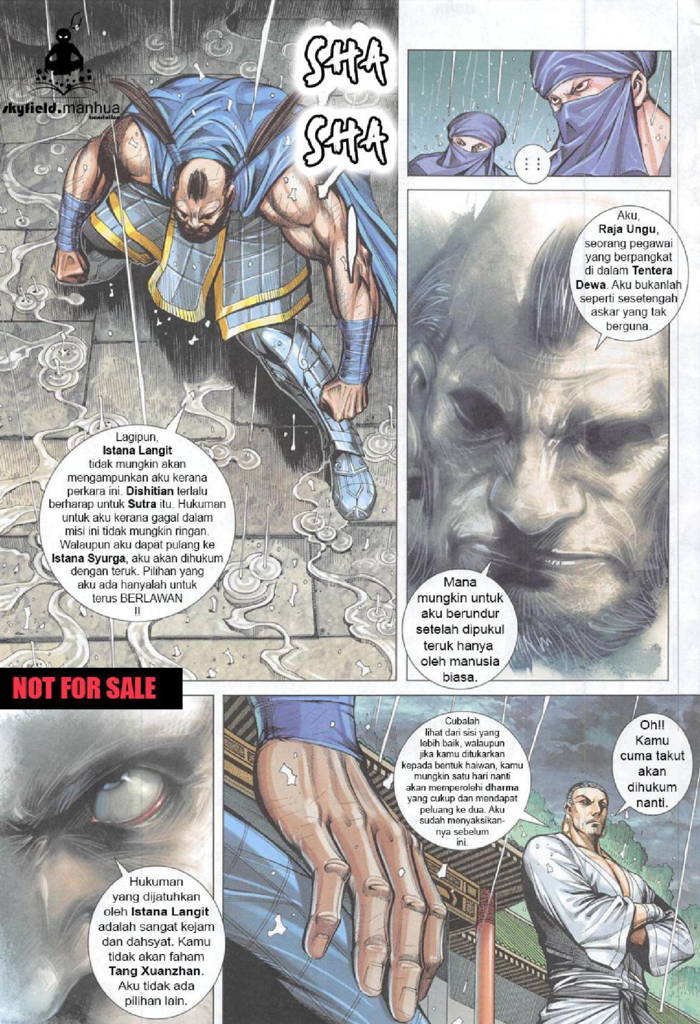 skyfield.manhua
SHA
SHA
Aku,
Raja Ungu,
seorang pegawai
yang berpangkat
di dalam Tentera
Dewa. Aku bukanlah
seperti sesetengah
askar yang tak
berguna.
Lagipun,
Istana Langit
tidak mungkin akan
mengampunkan aku kerana
perkara ini. Dishitian terlalu
berharap untuk Sutra itu. Hukuman
untuk aku kerana gagal dalam
misi ini tidak mungkin ringan.
Walaupun aku dapat pulang ke
Istana Syurga, aku akan dihukum
dengan teruk. Pilihan yang
aku ada hanyalah untuk
terus BERLAWAN
!!
Mana
mungkin untuk
aku berundur
setelah dipukul
teruk hanya
oleh manusia
biasa.
NOT FOR SALE
Hukuman
yang dijatuhkan
oleh Istana Langit
adalah sangat kejam
dan dahsyat. Kamu
tidak akan faham
Tang Xuanzhan.
Aku tidak ada
pilihan lain.
Cubalah
lihat dari sisi yang
lebih baik, walaupun
jika kamu ditukarkan
kepada bentuk haiwan, kamu
mungkin satu hari nanti
akan memperolehi dharma
yang cukup dan mendapat
peluang ke dua. Aku
sudah menyaksikan-
nya sebelum
ini.
Oh!!
Kamu
cuma takut
akan
dihukum
nanti.